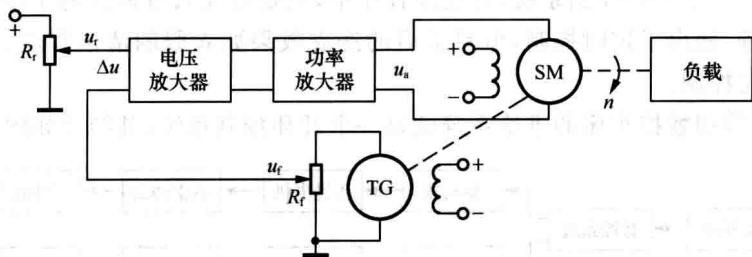 +
R_r
u_r
Δu
电压
放大器
功率
放大器
u_a
+
−
SM
n
负载
u_f
R_f
TG
+
−